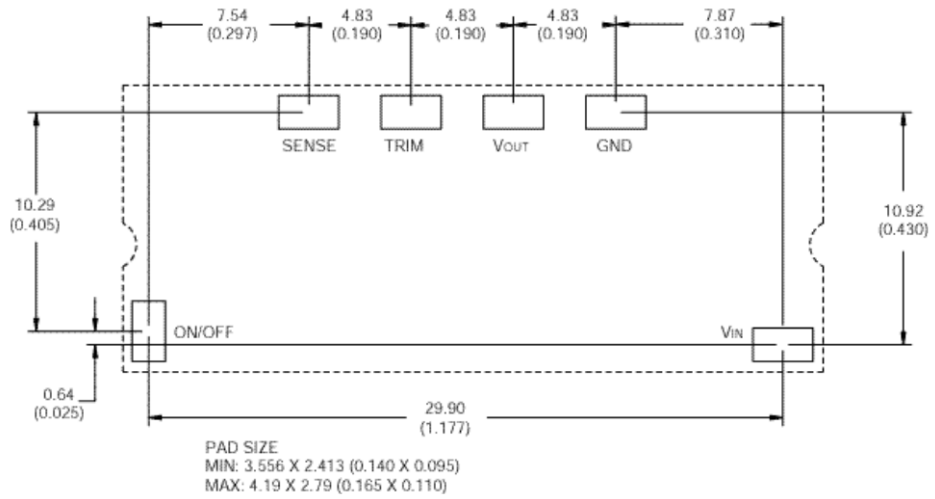 7.54 4.83 4.83 4.83 7.87
(0.297) (0.190) (0.190) (0.190) (0.310)
SENSE TRIM VOUT GND
10.29
(0.405)
10.92
(0.430)
ON/OFF VIN
0.64
(0.025)
29.90
(1.177)
PAD SIZE
MIN: 3.556 X 2.413 (0.140 X 0.095)
MAX: 4.19 X 2.79 (0.165 X 0.110)